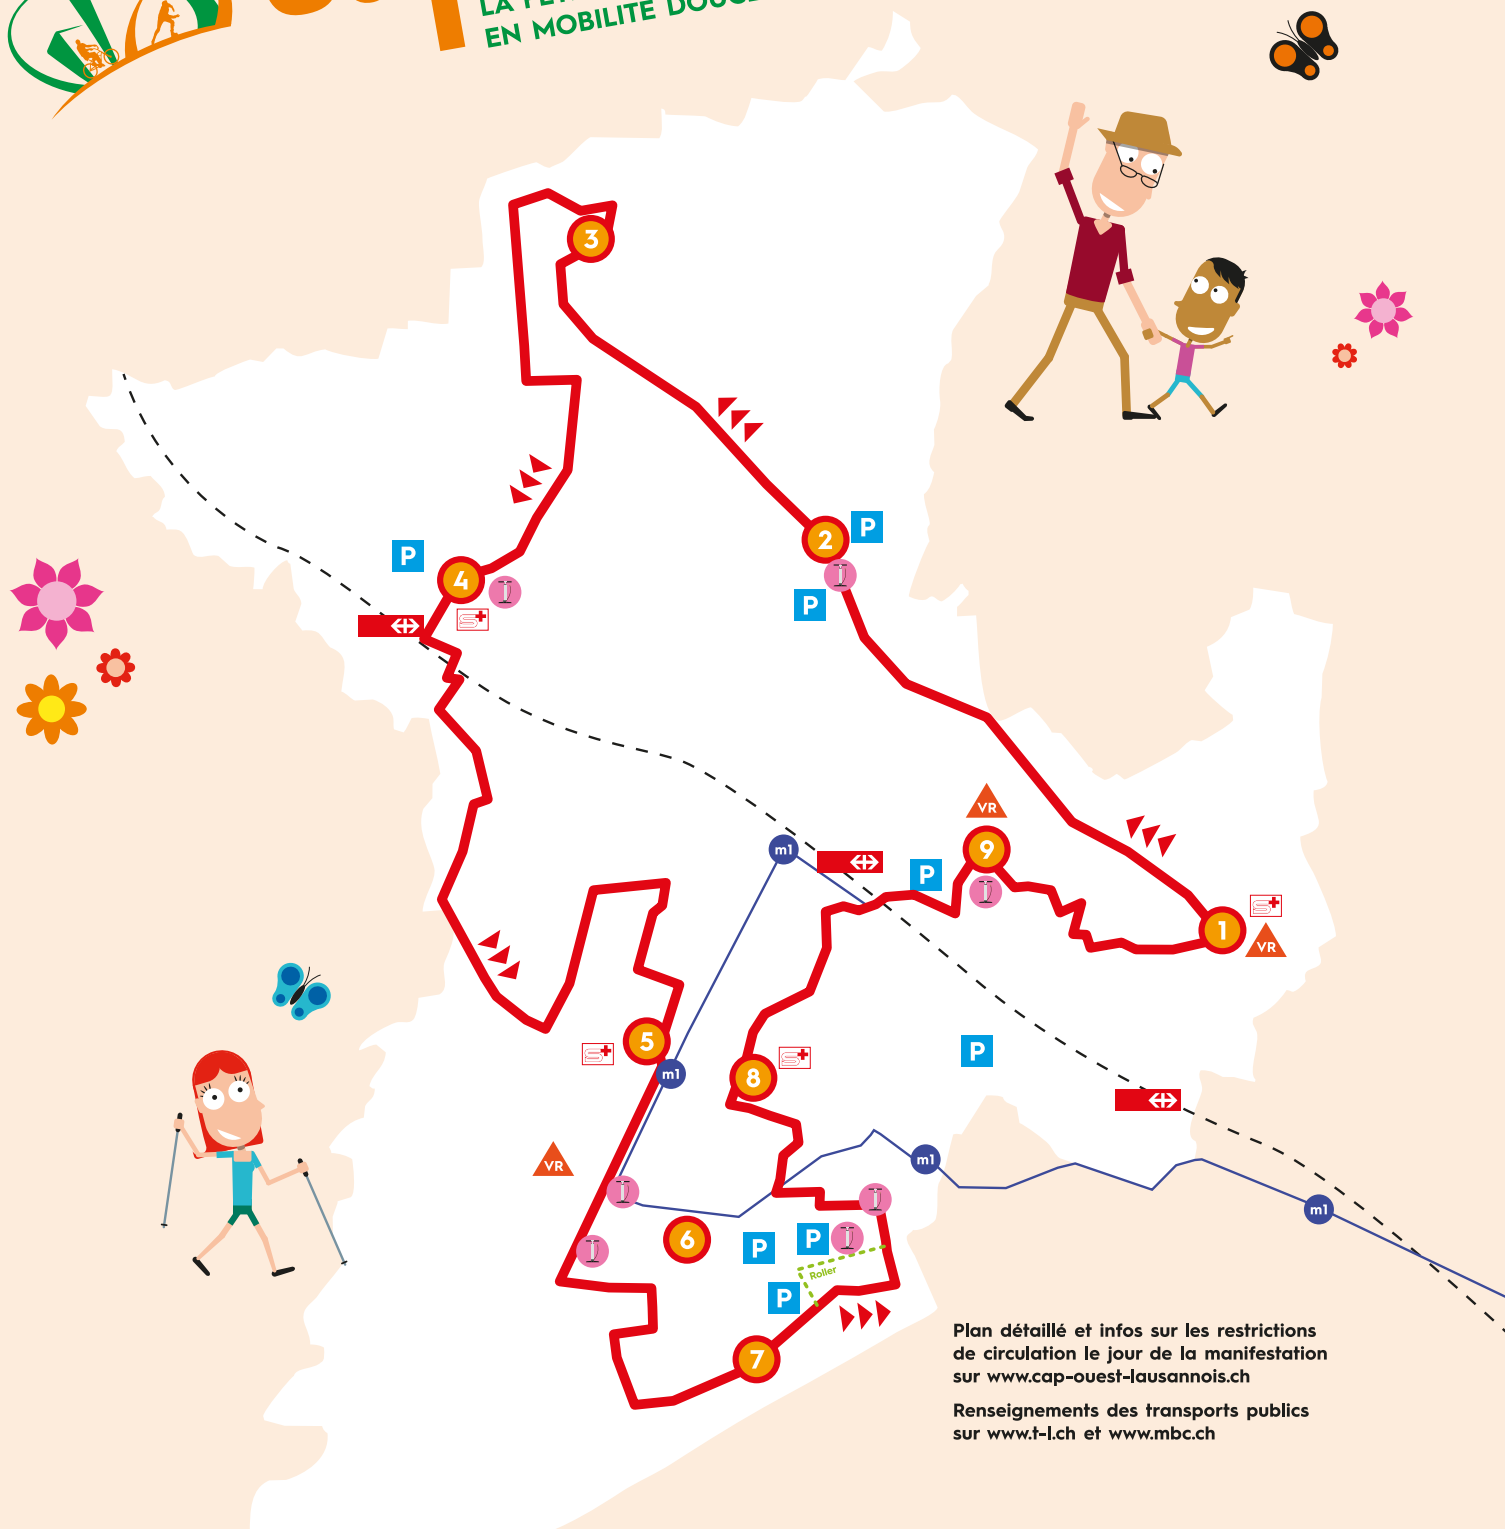 EN MOBILITE DOUCE
3
2
P
P
P
4
S
VR
9
m1
P
S
1
VR
5
S
m1
8
S
P
m1
VR
m1
6
P
P
Roller
P
7
Plan détaillé et infos sur les restrictions
de circulation le jour de la manifestation
sur www.cap-ouest-lausannois.ch
Renseignements des transports publics
sur www.t-l.ch et www.mbc.ch